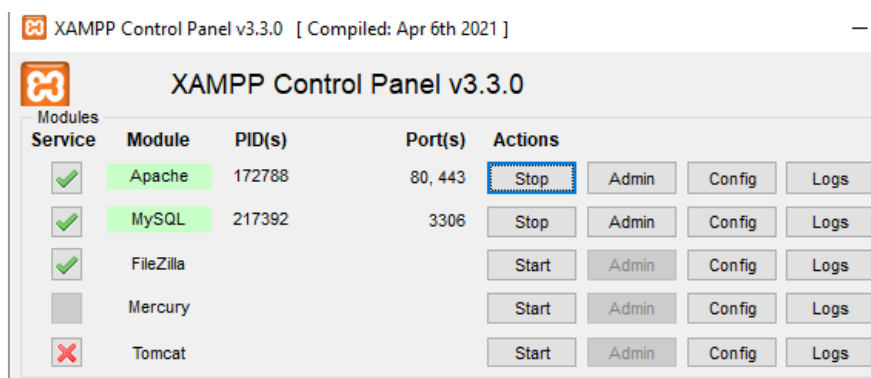 XAMPP Control Panel v3.3.0 [ Compiled: Apr 6th 2021 ]
XAMPP Control Panel v3.3.0
Modules
Service Module PID(s) Port(s) Actions
Apache 172788 80, 443 Stop Admin Config Logs
MySQL 217392 3306 Stop Admin Config Logs
FileZilla Start Admin Config Logs
Mercury Start Admin Config Logs
Tomcat Start Admin Config Logs